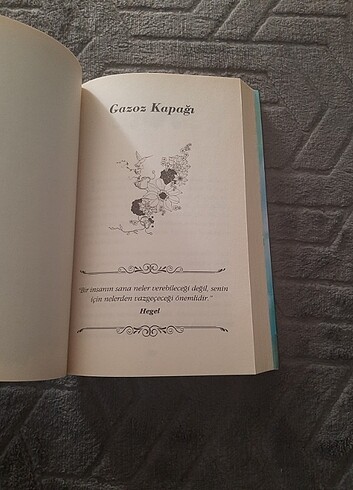 Gazoz Kapağı
"Bir insanın sana neler verebileceği değil, senin
için nelerden vazgeçeceği önemlidir."
Hegel